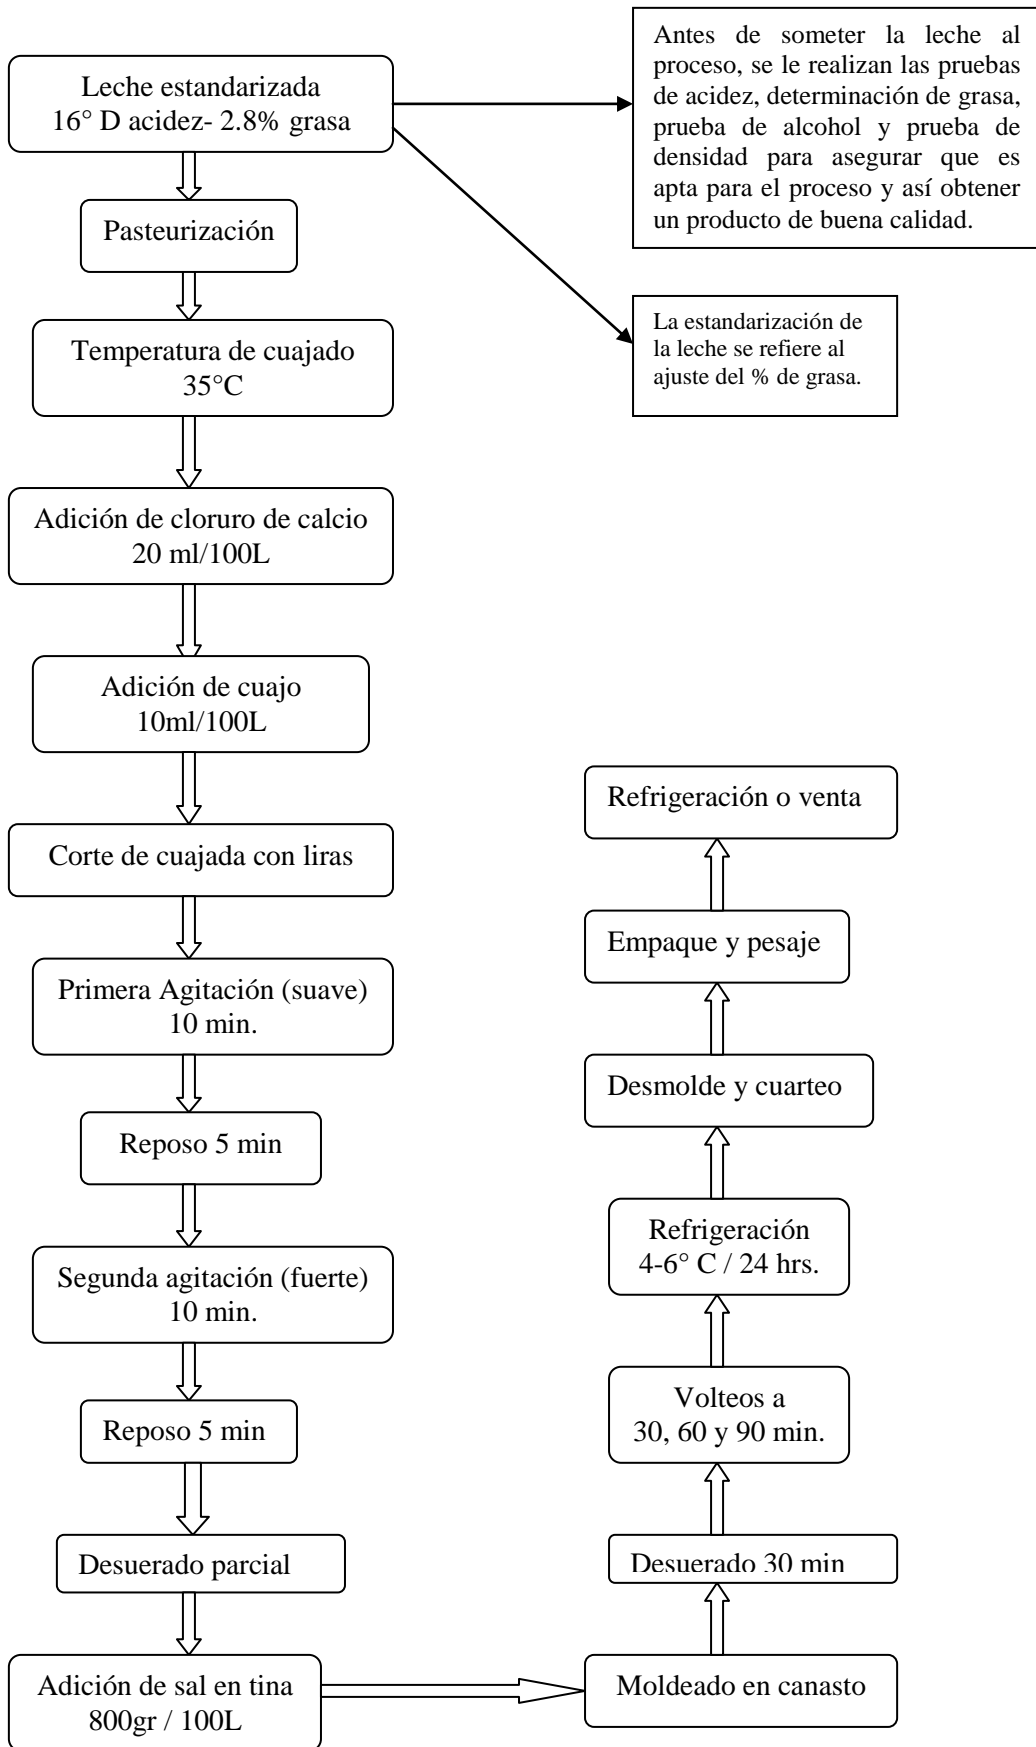 Leche estandarizada
16° D acidez- 2.8% grasa
Antes de someter la leche al
proceso, se le realizan las pruebas
de acidez, determinación de grasa,
prueba de alcohol y prueba de
densidad para asegurar que es
apta para el proceso y así obtener
un producto de buena calidad.
La estandarización de
la leche se refiere al
ajuste del % de grasa.
Pasteurización
Temperatura de cuajado
35°C
Adición de cloruro de calcio
20 ml/100L
Adición de cuajo
10ml/100L
Corte de cuajada con liras
Primera Agitación (suave)
10 min.
Reposo 5 min
Segunda agitación (fuerte)
10 min.
Reposo 5 min
Desuerado parcial
Adición de sal en tina
800gr / 100L
Moldeado en canasto
Desuerado 30 min
Volteos a
30, 60 y 90 min.
Refrigeración
4-6° C / 24 hrs.
Desmolde y cuarteo
Empaque y pesaje
Refrigeración o venta